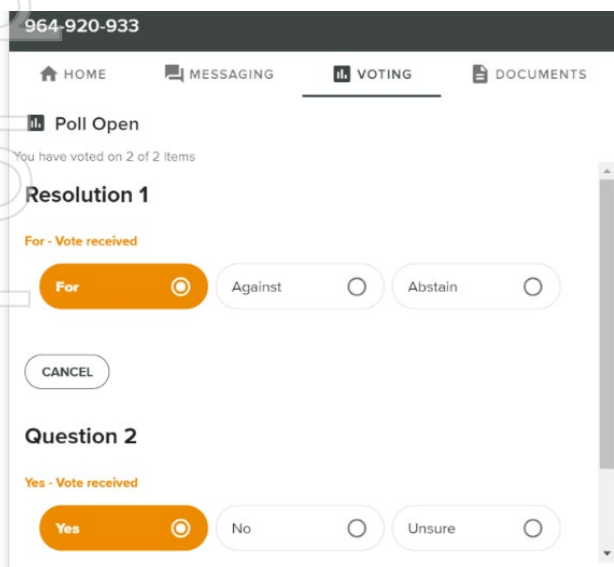 964-920-933
HOME MESSAGING VOTING DOCUMENTS
Poll Open
You have voted on 2 of 2 items
Resolution 1
For - Vote received
For Against Abstain
CANCEL
Question 2
Yes - Vote received
Yes No Unsure